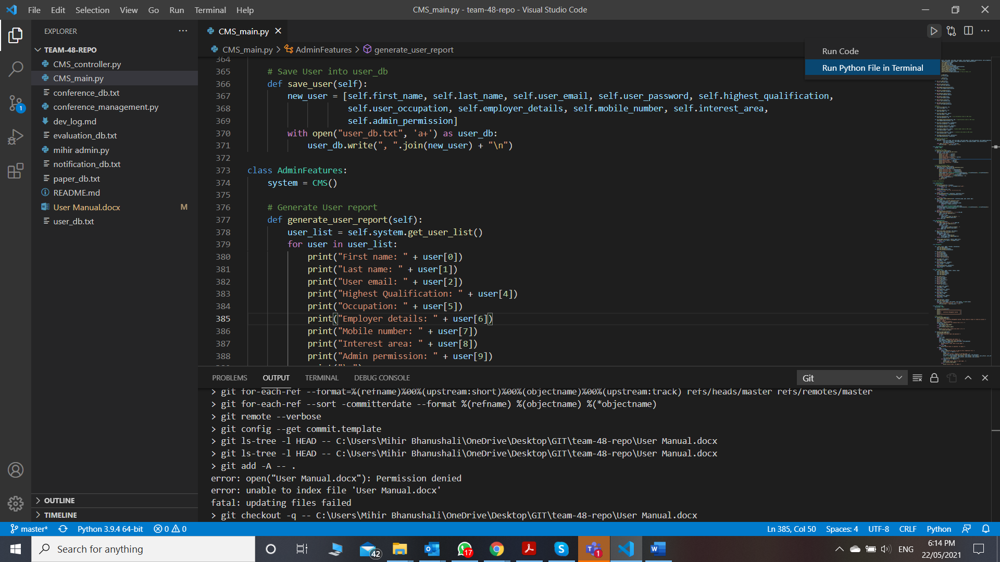 File Edit Selection View Go Run Terminal Help
CMS_main.py - team-48-repo - Visual Studio Code
EXPLORER
TEAM-48-REPO
CMS_controller.py
CMS_main.py
conference_db.txt
conference_management.py
dev_log.md
evaluation_db.txt
mihir admin.py
notification_db.txt
paper_db.txt
README.md
User Manual.docx M
user_db.txt
OUTLINE
TIMELINE
1
CMS_main.py
CMS_main.py > AdminFeatures > generate_user_report
Run Code
Run Python File in Terminal
364
365 # Save User into user_db
366 def save_user(self):
367 new_user = [self.first_name, self.last_name, self.user_email, self.user_password, self.highest_qualification,
368 self.user_occupation, self.employer_details, self.mobile_number, self.interest_area,
369 self.admin_permission]
370 with open("user_db.txt", 'a+') as user_db:
371 user_db.write(", ".join(new_user) + "\n")
372
373 class AdminFeatures:
374 system = CMS()
375
376 # Generate User report
377 def generate_user_report(self):
378 user_list = self.system.get_user_list()
379 for user in user_list:
380 print("First name: " + user[0])
381 print("Last name: " + user[1])
382 print("User email: " + user[2])
383 print("Highest Qualification: " + user[4])
384 print("Occupation: " + user[5])
385 print("Employer details: " + user[6])
386 print("Mobile number: " + user[7])
387 print("Interest area: " + user[8])
388 print("Admin permission: " + user[9])
PROBLEMS OUTPUT TERMINAL DEBUG CONSOLE
Git
> git for-each-ref --format=%(refname)%00%(upstream:short)%00%(objectname)%00%(upstream:track) refs/heads/master refs/remotes/master
> git for-each-ref --sort -committerdate --format %(refname) %(objectname) %(*objectname)
> git remote --verbose
> git config --get commit.template
> git ls-tree -l HEAD -- C:\Users\Mihir Bhanushali\OneDrive\Desktop\GIT\team-48-repo\User Manual.docx
> git ls-tree -l HEAD -- C:\Users\Mihir Bhanushali\OneDrive\Desktop\GIT\team-48-repo\User Manual.docx
> git add -A -- .
error: open("User Manual.docx"): Permission denied
error: unable to index file 'User Manual.docx'
fatal: updating files failed
> git checkout -q -- C:\Users\Mihir Bhanushali\OneDrive\Desktop\GIT\team-48-repo\User Manual.docx
master* Python 3.9.4 64-bit 0 0 Ln 385, Col 50 Spaces: 4 UTF-8 CRLF Python
Search for anything
42
17
1
ENG
6:14 PM
22/05/2021